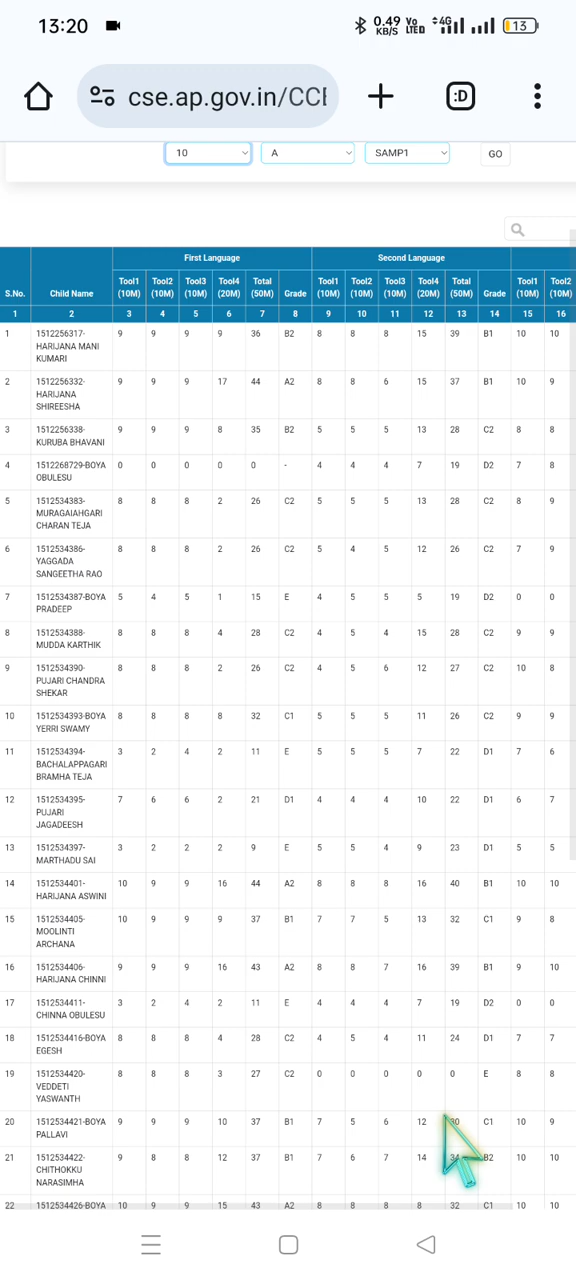 13:20 0.49 KB/S Vo LTE 4G 13
cse.ap.gov.in/CCE :D
10 A SAMP1 GO
First Language Second Language
S.No. Child Name Tool1 (10M) Tool2 (10M) Tool3 (10M) Tool4 (20M) Total (50M) Grade Tool1 (10M) Tool2 (10M) Tool3 (10M) Tool4 (20M) Total (50M) Grade Tool1 (10M) Tool2 (10M)
1 2 3 4 5 6 7 8 9 10 11 12 13 14 15 16
1 1512256317-HARIJANA MANI KUMARI 9 9 9 9 36 B2 8 8 8 15 39 B1 10 10
2 1512256332-HARIJANA SHIREESHA 9 9 9 17 44 A2 8 8 6 15 37 B1 10 9
3 1512256338-KURUBA BHAVANI 9 9 9 8 35 B2 5 5 5 13 28 C2 8 8
4 1512268729-BOYA OBULESU 0 0 0 0 0 - 4 4 4 7 19 D2 7 8
5 1512534383-MURAGAIAHGARI CHARAN TEJA 8 8 8 2 26 C2 5 5 5 13 28 C2 8 9
6 1512534386-YAGGADA SANGEETHA RAO 8 8 8 2 26 C2 5 4 5 12 26 C2 7 9
7 1512534387-BOYA PRADEEP 5 4 5 1 15 E 4 5 5 5 19 D2 0 0
8 1512534388-MUDDA KARTHIK 8 8 8 4 28 C2 4 5 4 15 28 C2 9 9
9 1512534390-PUJARI CHANDRA SHEKAR 8 8 8 2 26 C2 4 5 6 12 27 C2 10 8
10 1512534393-BOYA YERRI SWAMY 8 8 8 8 32 C1 5 5 5 11 26 C2 9 9
11 1512534394-BACHALAPPAGARI BRAMHA TEJA 3 2 4 2 11 E 5 5 5 7 22 D1 7 6
12 1512534395-PUJARI JAGADEESH 7 6 6 2 21 D1 4 4 4 10 22 D1 6 7
13 1512534397-MARTHADU SAI 3 2 2 2 9 E 5 5 4 9 23 D1 5 5
14 1512534401-HARIJANA ASWINI 10 9 9 16 44 A2 8 8 8 16 40 B1 10 10
15 1512534405-MOOLINTI ARCHANA 10 9 9 9 37 B1 7 7 5 13 32 C1 9 8
16 1512534406-HARIJANA CHINNI 9 9 9 16 43 A2 8 8 7 16 39 B1 9 10
17 1512534411-CHINNA OBULESU 3 2 4 2 11 E 4 4 4 7 19 D2 0 0
18 1512534416-BOYA EGESH 8 8 8 4 28 C2 4 5 4 11 24 D1 7 7
19 1512534420-VEDDETI YASWANTH 8 8 8 3 27 C2 0 0 0 0 0 E 8 8
20 1512534421-BOYA PALLAVI 9 9 9 10 37 B1 7 5 6 12 30 C1 10 9
21 1512534422-CHITHOKKU NARASIMHA 9 8 8 12 37 B1 7 6 7 14 34 B2 10 10
22 1512534426-BOYA 10 9 9 15 43 A2 8 8 8 8 32 C1 10 10